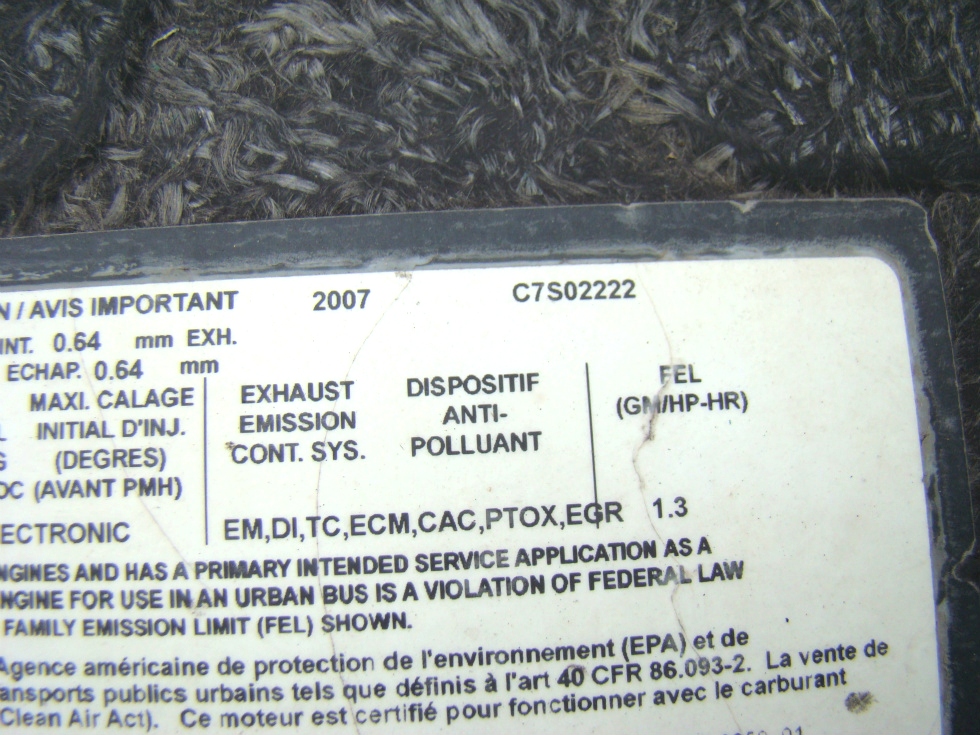 / AVIS IMPORTANT 2007 C7S02222
INT. 0.64 mm EXH.
ECHAP. 0.64 mm
MAXI. CALAGE EXHAUST DISPOSITIF FEL
INITIAL D'INJ. EMISSION ANTI- (GM/HP-HR)
(DEGRES) CONT. SYS. POLLUANT
(AVANT PMH)
ECTRONIC EM,DI,TC,ECM,CAC,PTOX,EGR 1.3
NGINES AND HAS A PRIMARY INTENDED SERVICE APPLICATION AS A
NGINE FOR USE IN AN URBAN BUS IS A VIOLATION OF FEDERAL LAW
FAMILY EMISSION LIMIT (FEL) SHOWN.
Agence américaine de protection de l'environnement (EPA) et de
ansports publics urbains tels que définis à l'art 40 CFR 86.093-2. La vente de
Clean Air Act). Ce moteur est certifié pour fonctionner avec le carburant